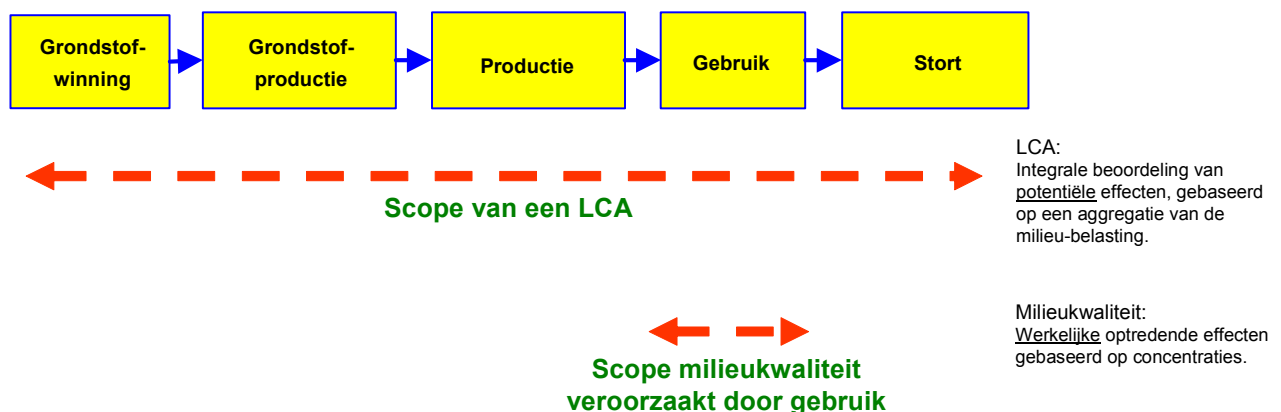 Grondstof-
winning
Grondstof-
productie
Productie
Gebruik
Stort
Scope van een LCA
LCA:
Integrale beoordeling van
potentiële effecten, gebaseerd
op een aggregatie van de
milieu-belasting.
Scope milieukwaliteit
veroorzaakt door gebruik
Milieukwaliteit:
Werkelijke optredende effecten
gebaseerd op concentraties.